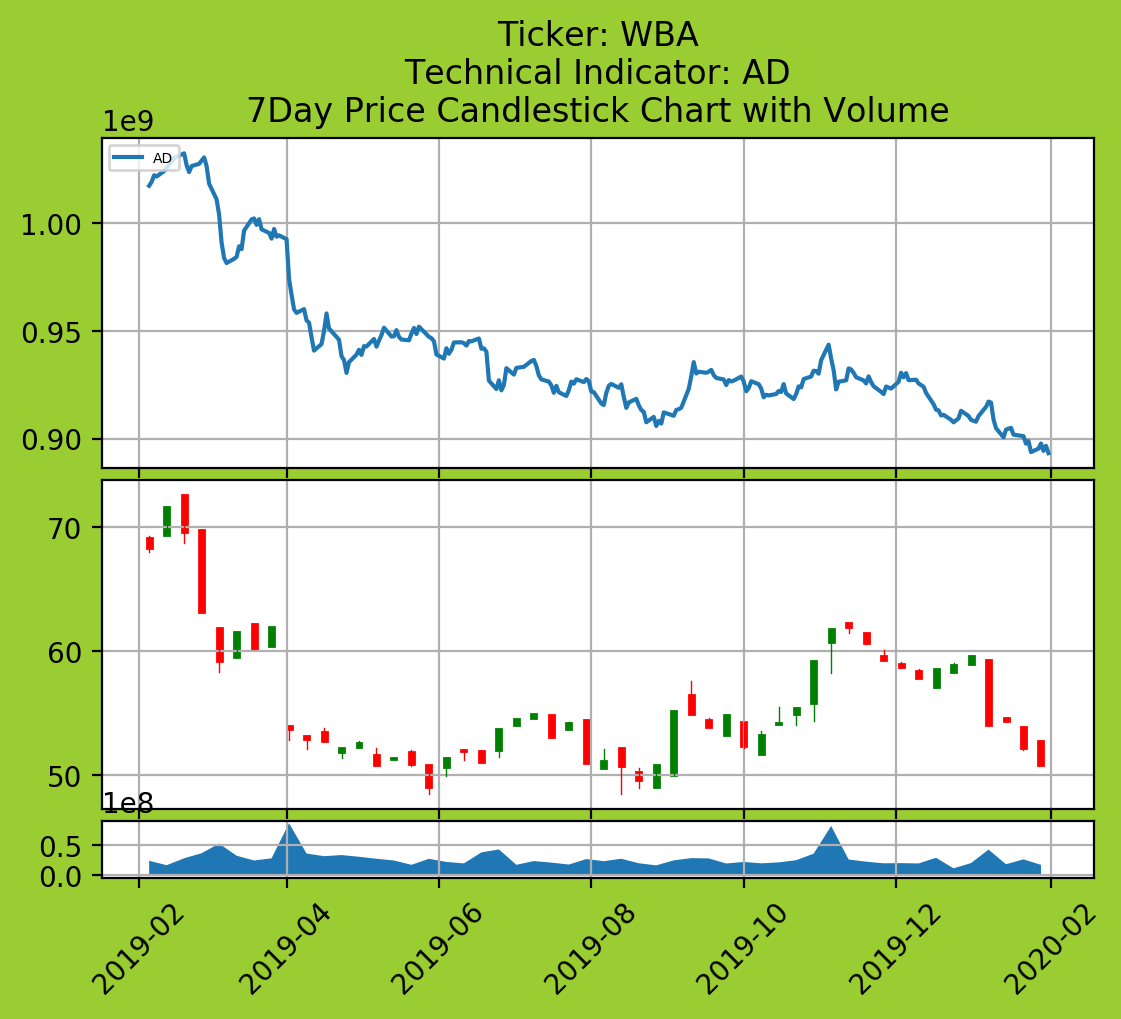 Ticker: WBA
Technical Indicator: AD
7Day Price Candlestick Chart with Volume
1e9
AD
1.00
0.95
0.90
70
60
50
1e8
0.5
0.0
2019-02
2019-04
2019-06
2019-08
2019-10
2019-12
2020-02